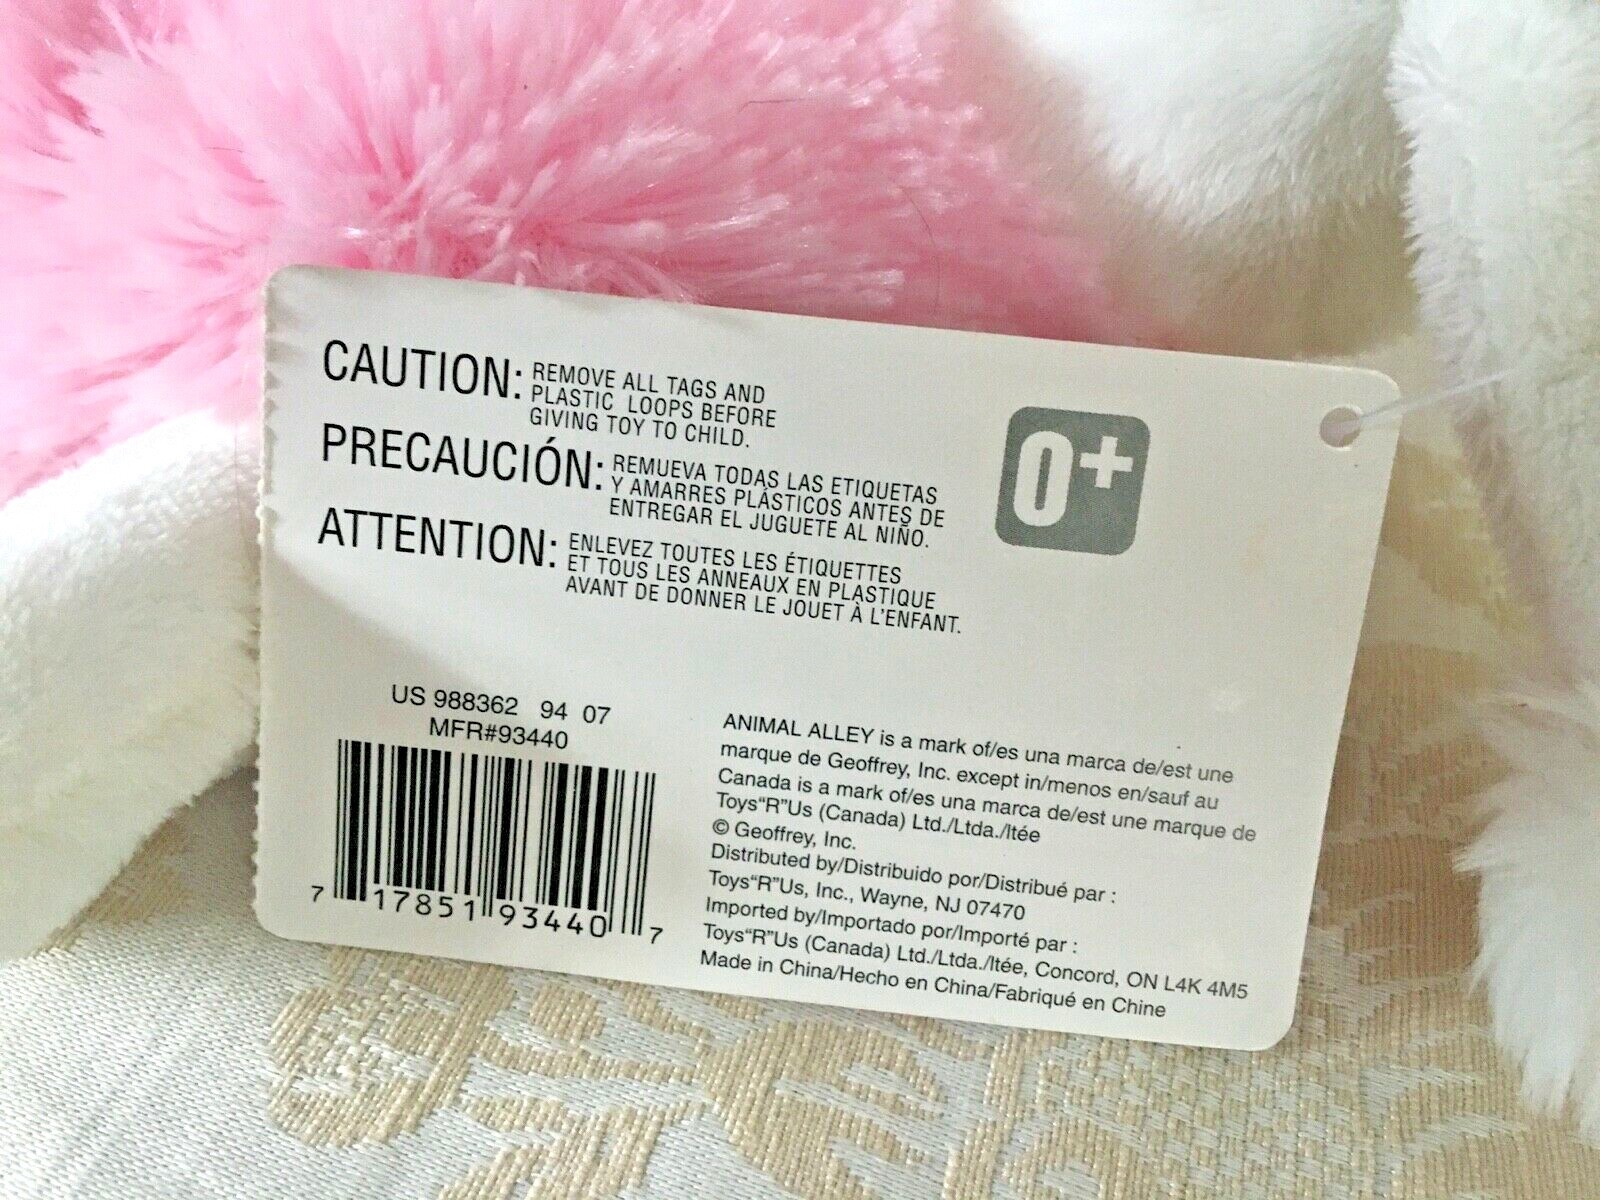 CAUTION: REMOVE ALL TAGS AND
PLASTIC LOOPS BEFORE
GIVING TOY TO CHILD.
PRECAUCIÓN: REMUEVA TODAS LAS ETIQUETAS
Y AMARRES PLÁSTICOS ANTES DE
ENTREGAR EL JUGUETE AL NIÑO.
ATTENTION: ENLEVEZ TOUTES LES ÉTIQUETTES
ET TOUS LES ANNEAUX EN PLASTIQUE
AVANT DE DONNER LE JOUET À L'ENFANT.
0+
US 988362 94 07
MFR#93440
7 17851 93440 7
ANIMAL ALLEY is a mark of/es una marca de/est une
marque de Geoffrey, Inc. except in/menos en/sauf au
Canada is a mark of/es una marca de/est une marque de
Toys“R”Us (Canada) Ltd./Ltda./ltée
© Geoffrey, Inc.
Distributed by/Distribuido por/Distribué par :
Toys“R”Us, Inc., Wayne, NJ 07470
Imported by/Importado por/Importé par :
Toys“R”Us (Canada) Ltd./Ltda./ltée, Concord, ON L4K 4M5
Made in China/Hecho en China/Fabriqué en Chine